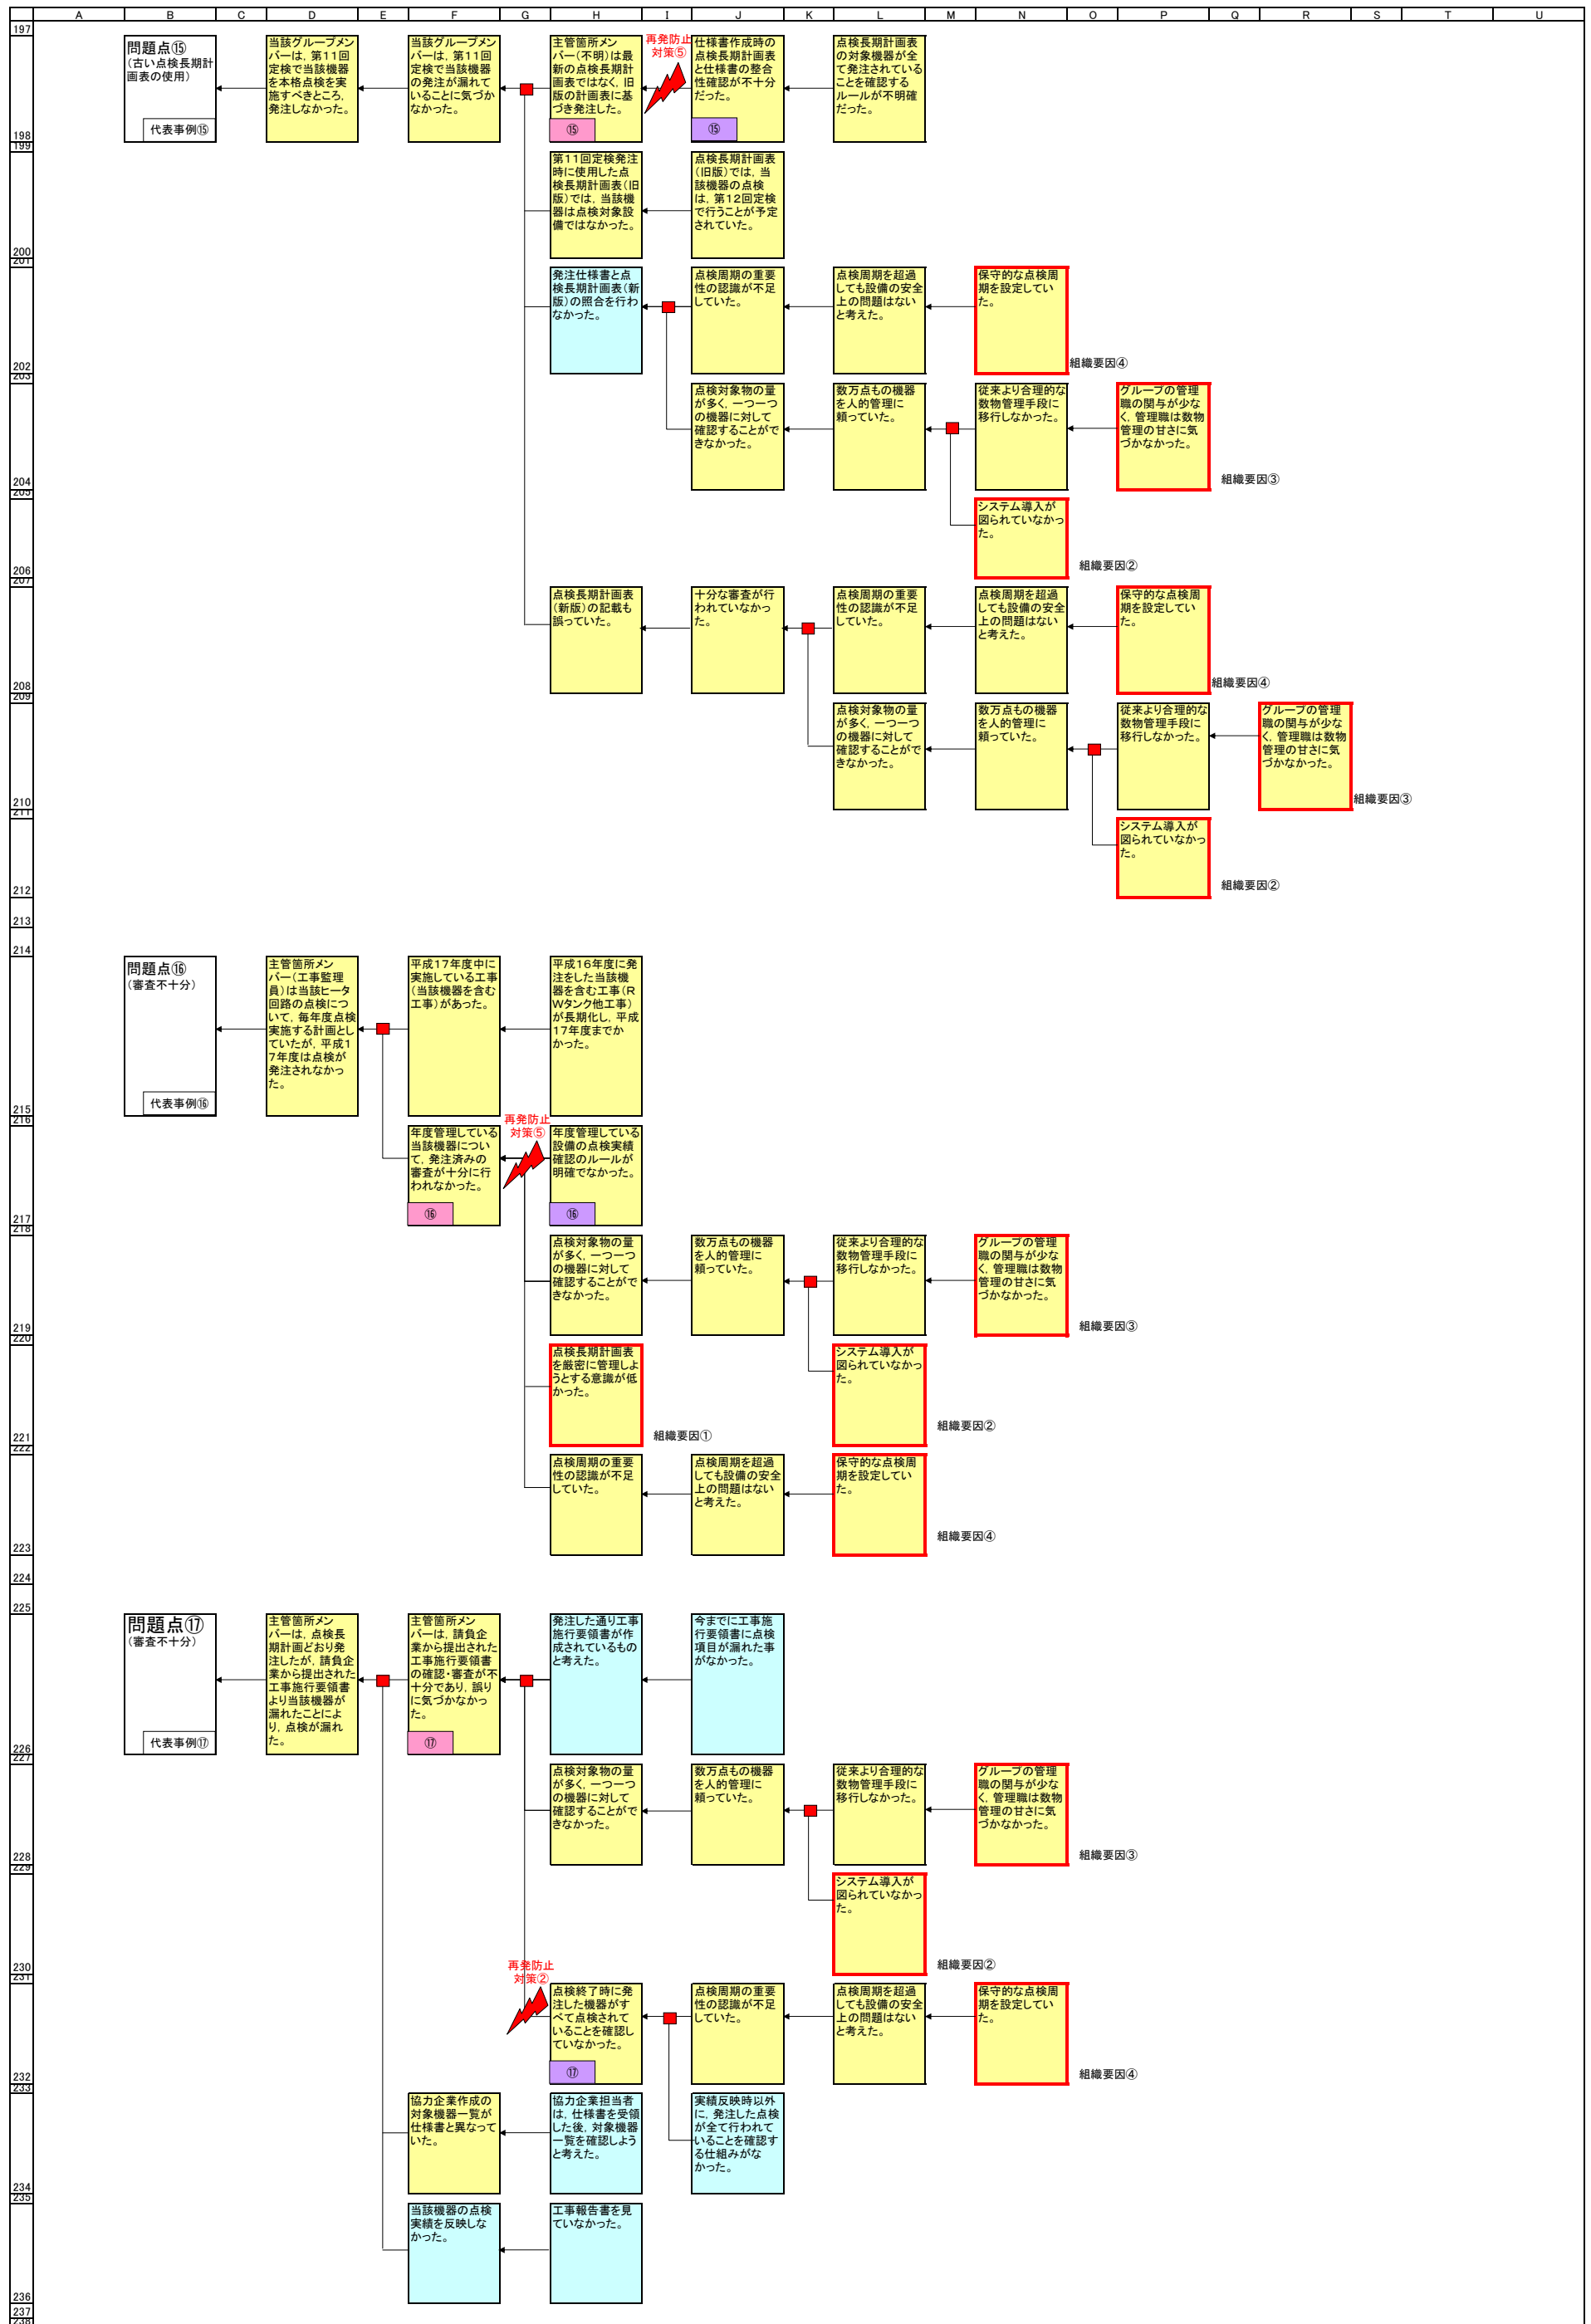 A B C D E F G H I J K L M N O P Q R S T U
197
問題点⑮
(古い点検長期計
画表の使用)
代表事例⑮
当該グループメン
バーは，第11回
定検で当該機器
を本格点検を実
施すべきところ，
発注しなかった。
当該グループメン
バーは，第11回
定検で当該機器
の発注が漏れて
いることに気づか
なかった。
主管箇所メン
バー(不明)は最
新の点検長期計
画表ではなく，旧
版の計画表に基
づき発注した。
⑮
再発防止
対策⑤
仕様書作成時の
点検長期計画表
と仕様書の整合
性確認が不十分
だった。
⑮
点検長期計画表
の対象機器が全
て発注されている
ことを確認する
ルールが不明確
だった。
198
199
第11回定検発注
時に使用した点
検長期計画表(旧
版)では，当該機
器は点検対象設
備ではなかった。
点検長期計画表
(旧版)では，当
該機器の点検
は，第12回定検
で行うことが予定
されていた。
200
201
発注仕様書と点
検長期計画表(新
版)の照合を行わ
なかった。
点検周期の重要
性の認識が不足
していた。
点検周期を超過
しても設備の安全
上の問題はない
と考えた。
保守的な点検周
期を設定してい
た。
組織要因④
202
203
点検対象物の量
が多く，一つ一つ
の機器に対して
確認することがで
きなかった。
数万点もの機器
を人的管理に
頼っていた。
従来より合理的な
数物管理手段に
移行しなかった。
グループの管理
職の関与が少な
く，管理職は数物
管理の甘さに気
づかなかった。
組織要因③
204
205
システム導入が
図られていなかっ
た。
組織要因②
206
207
点検長期計画表
(新版)の記載も
誤っていた。
十分な審査が行
われていなかっ
た。
点検周期の重要
性の認識が不足
していた。
点検周期を超過
しても設備の安全
上の問題はない
と考えた。
保守的な点検周
期を設定してい
た。
組織要因④
208
209
点検対象物の量
が多く，一つ一つ
の機器に対して
確認することがで
きなかった。
数万点もの機器
を人的管理に
頼っていた。
従来より合理的な
数物管理手段に
移行しなかった。
グループの管理
職の関与が少な
く，管理職は数物
管理の甘さに気
づかなかった。
組織要因③
210
211
システム導入が
図られていなかっ
た。
組織要因②
212
213
214
問題点⑯
(審査不十分)
代表事例⑯
主管箇所メン
バー(工事監理
員)は当該ヒータ
回路の点検につ
いて，毎年度点検
実施する計画とし
ていたが，平成1
7年度は点検が
発注されなかっ
た。
平成17年度中に
実施している工事
(当該機器を含む
工事)があった。
平成16年度に発
注をした当該機
器を含む工事(R
Wタンク他工事)
が長期化し，平成
17年度までか
かった。
215
216
年度管理している
当該機器につい
て，発注済みの
審査が十分に行
われなかった。
⑯
再発防止
対策⑤
年度管理している
設備の点検実績
確認のルールが
明確でなかった。
⑯
217
218
点検対象物の量
が多く，一つ一つ
の機器に対して
確認することがで
きなかった。
数万点もの機器
を人的管理に
頼っていた。
従来より合理的な
数物管理手段に
移行しなかった。
グループの管理
職の関与が少な
く，管理職は数物
管理の甘さに気
づかなかった。
組織要因③
219
220
点検長期計画表
を厳密に管理しよ
うとする意識が低
かった。
組織要因①
システム導入が
図られていなかっ
た。
組織要因②
221
222
点検周期の重要
性の認識が不足
していた。
点検周期を超過
しても設備の安全
上の問題はない
と考えた。
保守的な点検周
期を設定してい
た。
組織要因④
223
224
225
問題点⑰
(審査不十分)
代表事例⑰
主管箇所メン
バーは，点検長
期計画どおり発
注したが，請負企
業から提出された
工事施行要領書
より当該機器が
漏れたことによ
り，点検が漏れ
た。
主管箇所メン
バーは，請負企
業から提出された
工事施行要領書
の確認・審査が不
十分であり，誤り
に気づかなかっ
た。
⑰
発注した通り工事
施行要領書が作
成されているもの
と考えた。
今までに工事施
行要領書に点検
項目が漏れた事
がなかった。
226
227
点検対象物の量
が多く，一つ一つ
の機器に対して
確認することがで
きなかった。
数万点もの機器
を人的管理に
頼っていた。
従来より合理的な
数物管理手段に
移行しなかった。
グループの管理
職の関与が少な
く，管理職は数物
管理の甘さに気
づかなかった。
組織要因③
228
229
システム導入が
図られていなかっ
た。
組織要因②
230
231
再発防止
対策②
点検終了時に発
注した機器がす
べて点検されて
いることを確認し
ていなかった。
⑰
点検周期の重要
性の認識が不足
していた。
点検周期を超過
しても設備の安全
上の問題はない
と考えた。
保守的な点検周
期を設定してい
た。
組織要因④
232
233
協力企業作成の
対象機器一覧が
仕様書と異なって
いた。
協力企業担当者
は，仕様書を受領
した後，対象機器
一覧を確認しよう
と考えた。
実績反映時以外
に，発注した点検
が全て行われて
いることを確認す
る仕組みがな
かった。
234
235
当該機器の点検
実績を反映しな
かった。
工事報告書を見
ていなかった。
236
237
238